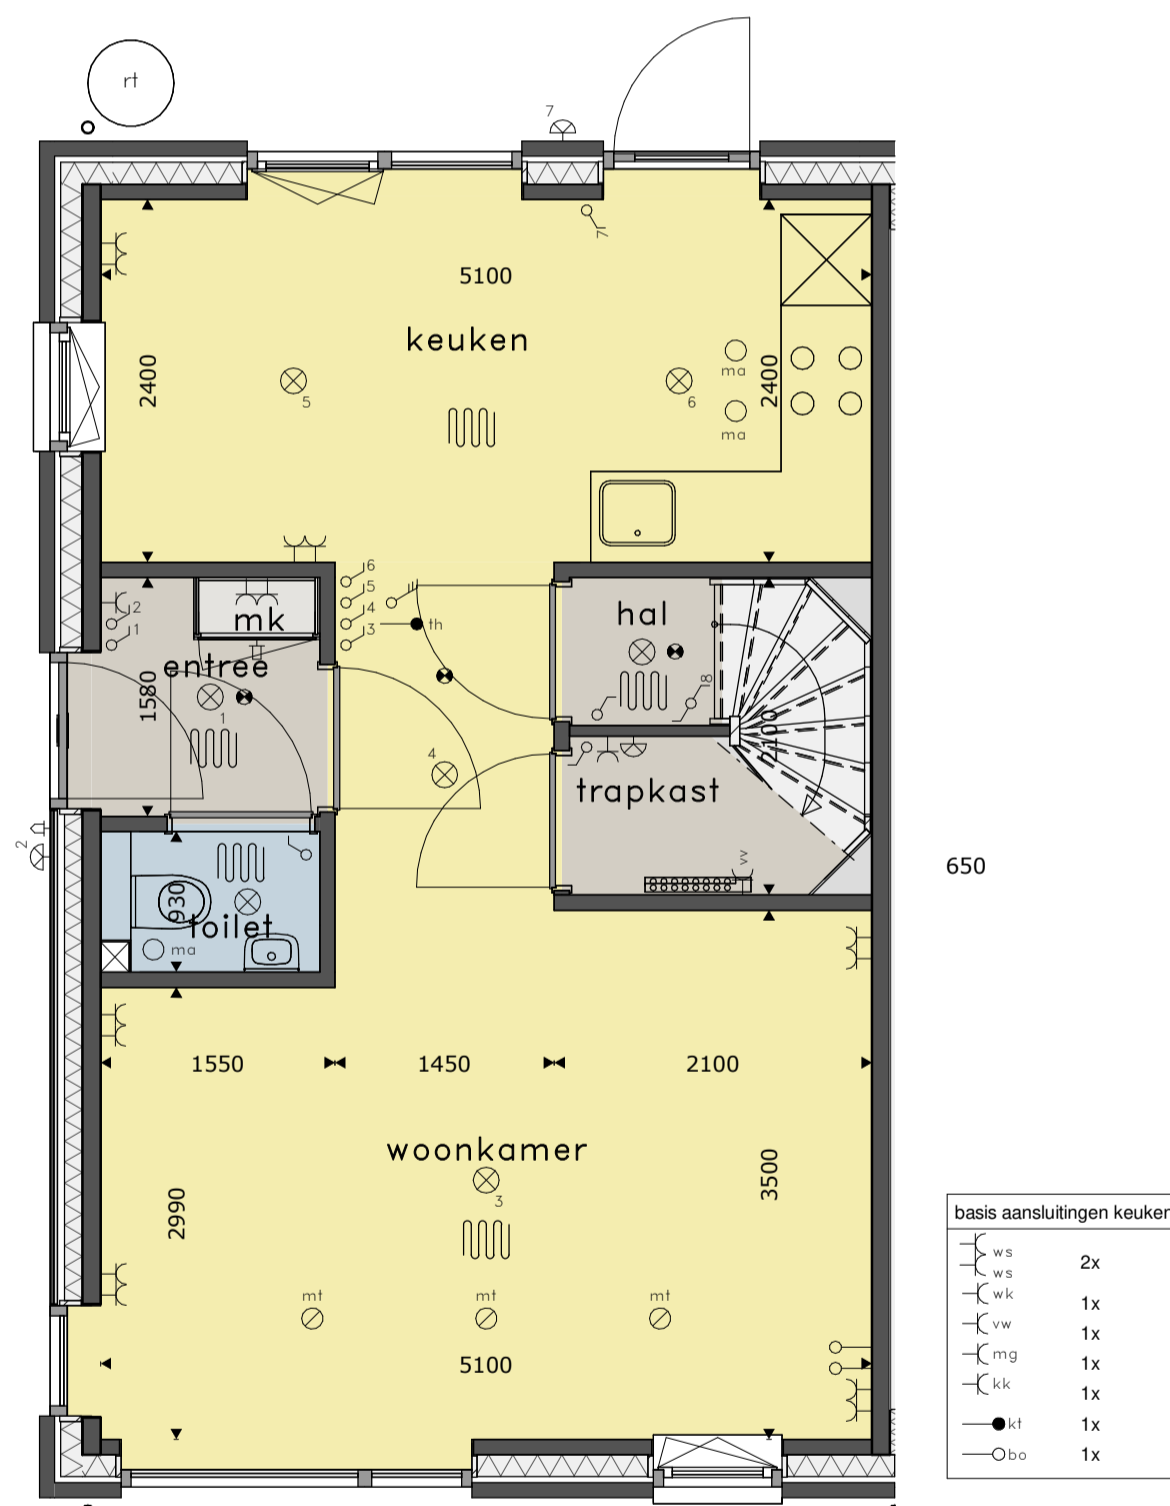 rt
7
7
5100
keuken
2400
2400
5
6
ma
ma
6
5
4
3
th
2
1
mk
entree
1580
1
hal
8
2100
4
trapkast
vv
2
930
toilet
ma
650
1550
1450
2100
woonkamer
3
2990
3500
mt
mt
mt
5100
basis aansluitingen keuken
ws
ws
2x
wk
1x
vw
1x
mg
1x
kk
1x
kt
1x
bo
1x